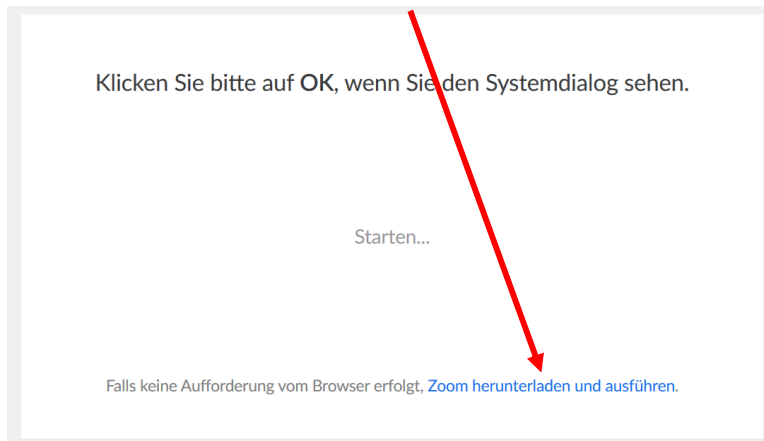 Klicken Sie bitte auf OK, wenn Sie den Systemdialog sehen.
Starten...
Falls keine Aufforderung vom Browser erfolgt, Zoom herunterladen und ausführen.